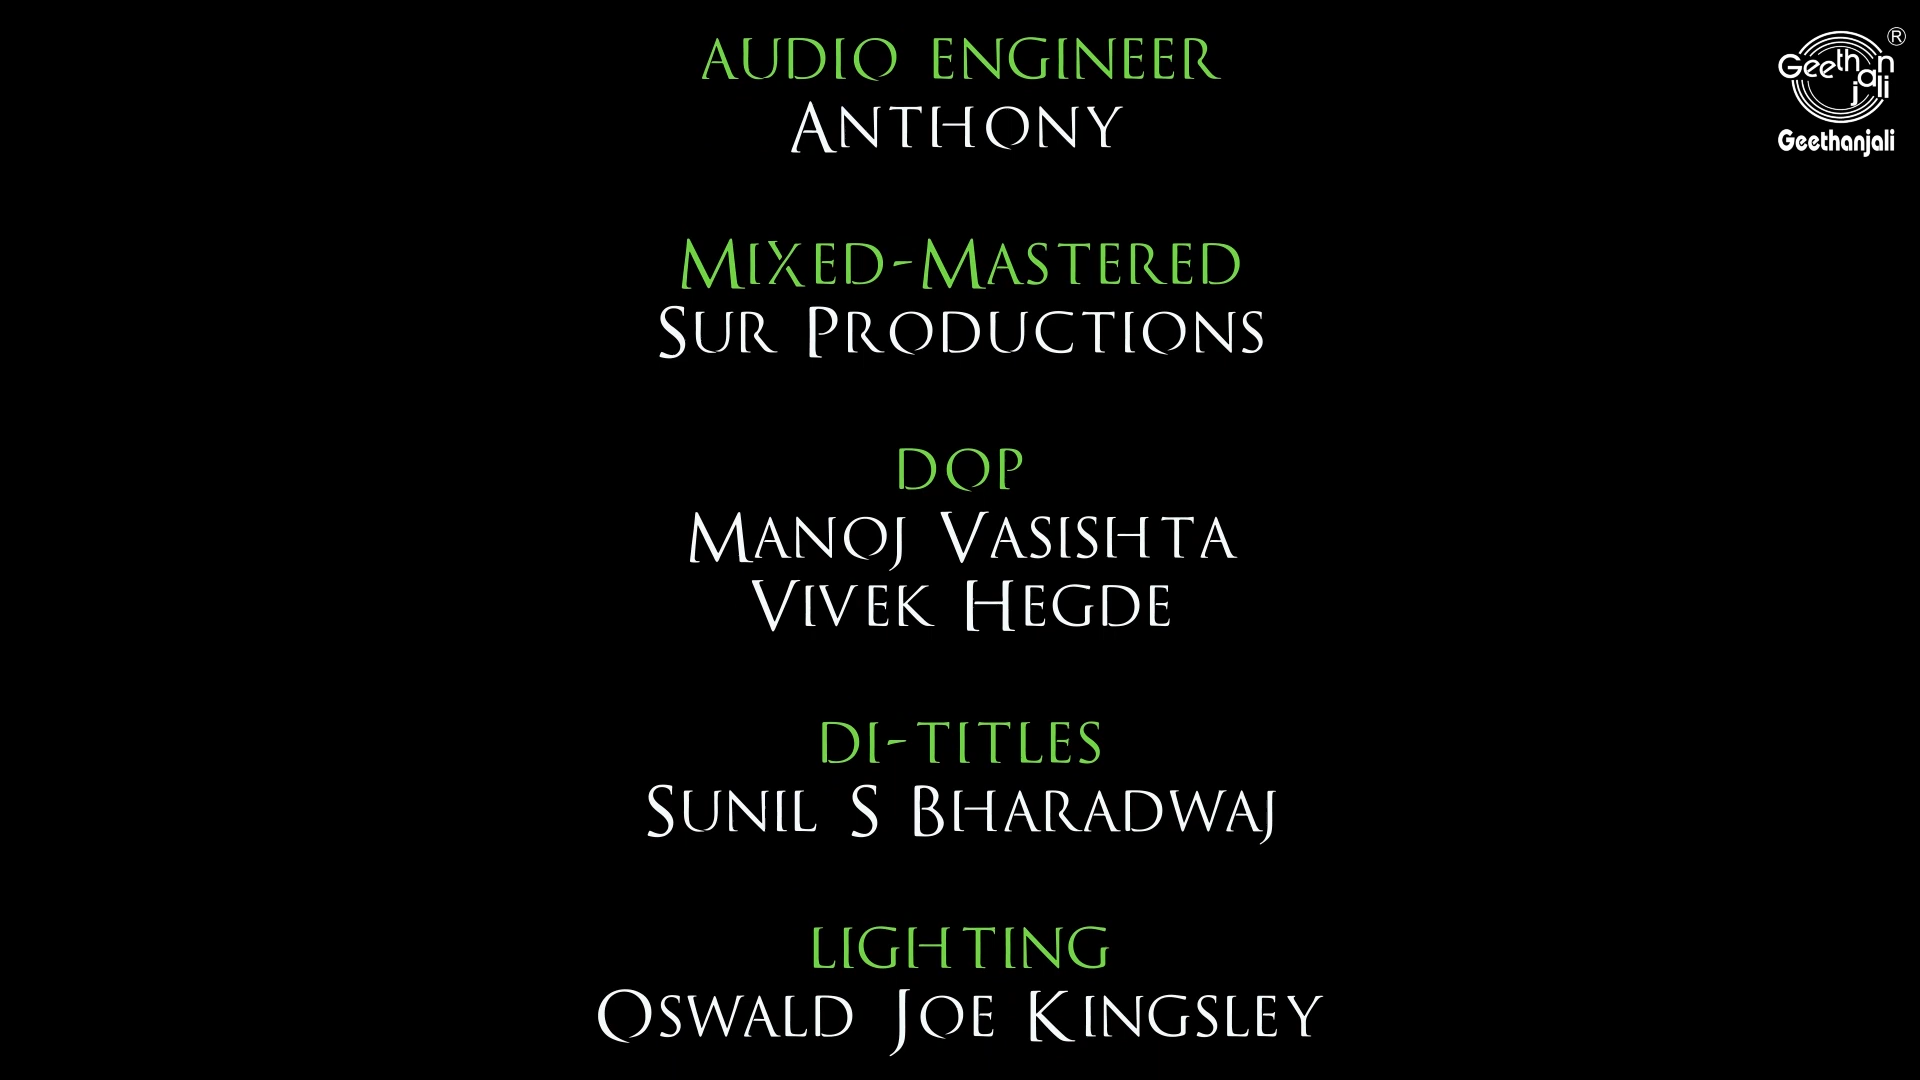 AUDIO ENGINEER
ANTHONY
MIXED-MASTERED
SUR PRODUCTIONS
DOP
MANOJ VASISHTA
VIVEK HEGDE
DI-TITLES
SUNIL S BHARADWAJ
LIGHTING
OSWALD JOE KINGSLEY
Geethanjali ®
Geethanjali